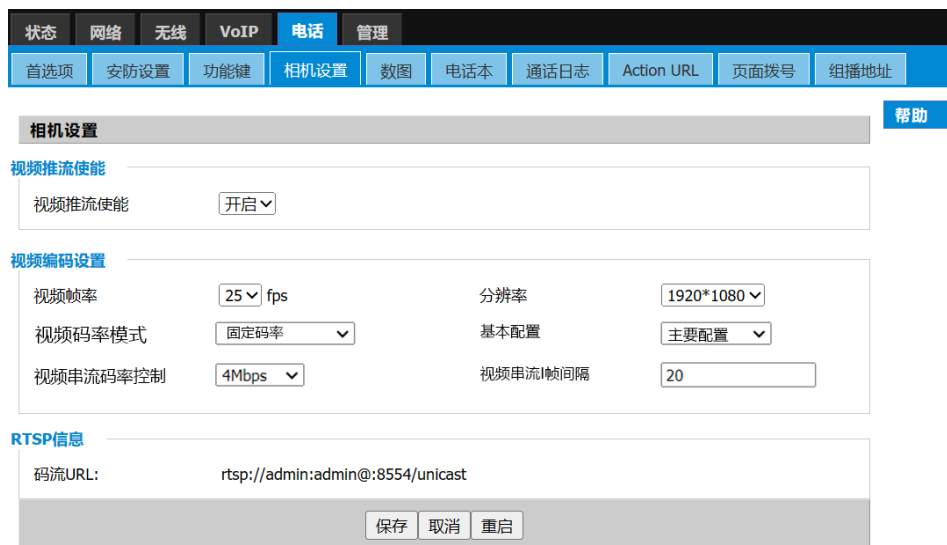 状态 网络 无线 VoIP 电话 管理
首选项 安防设置 功能键 相机设置 数图 电话本 通话日志 Action URL 页面拨号 组播地址
帮助
相机设置
视频推流使能
视频推流使能 开启
视频编码设置
视频帧率 25 fps 分辨率 1920*1080
视频码率模式 固定码率 基本配置 主要配置
视频串流码率控制 4Mbps 视频串流I帧间隔 20
RTSP信息
码流URL: rtsp://admin:admin@:8554/unicast
保存 取消 重启